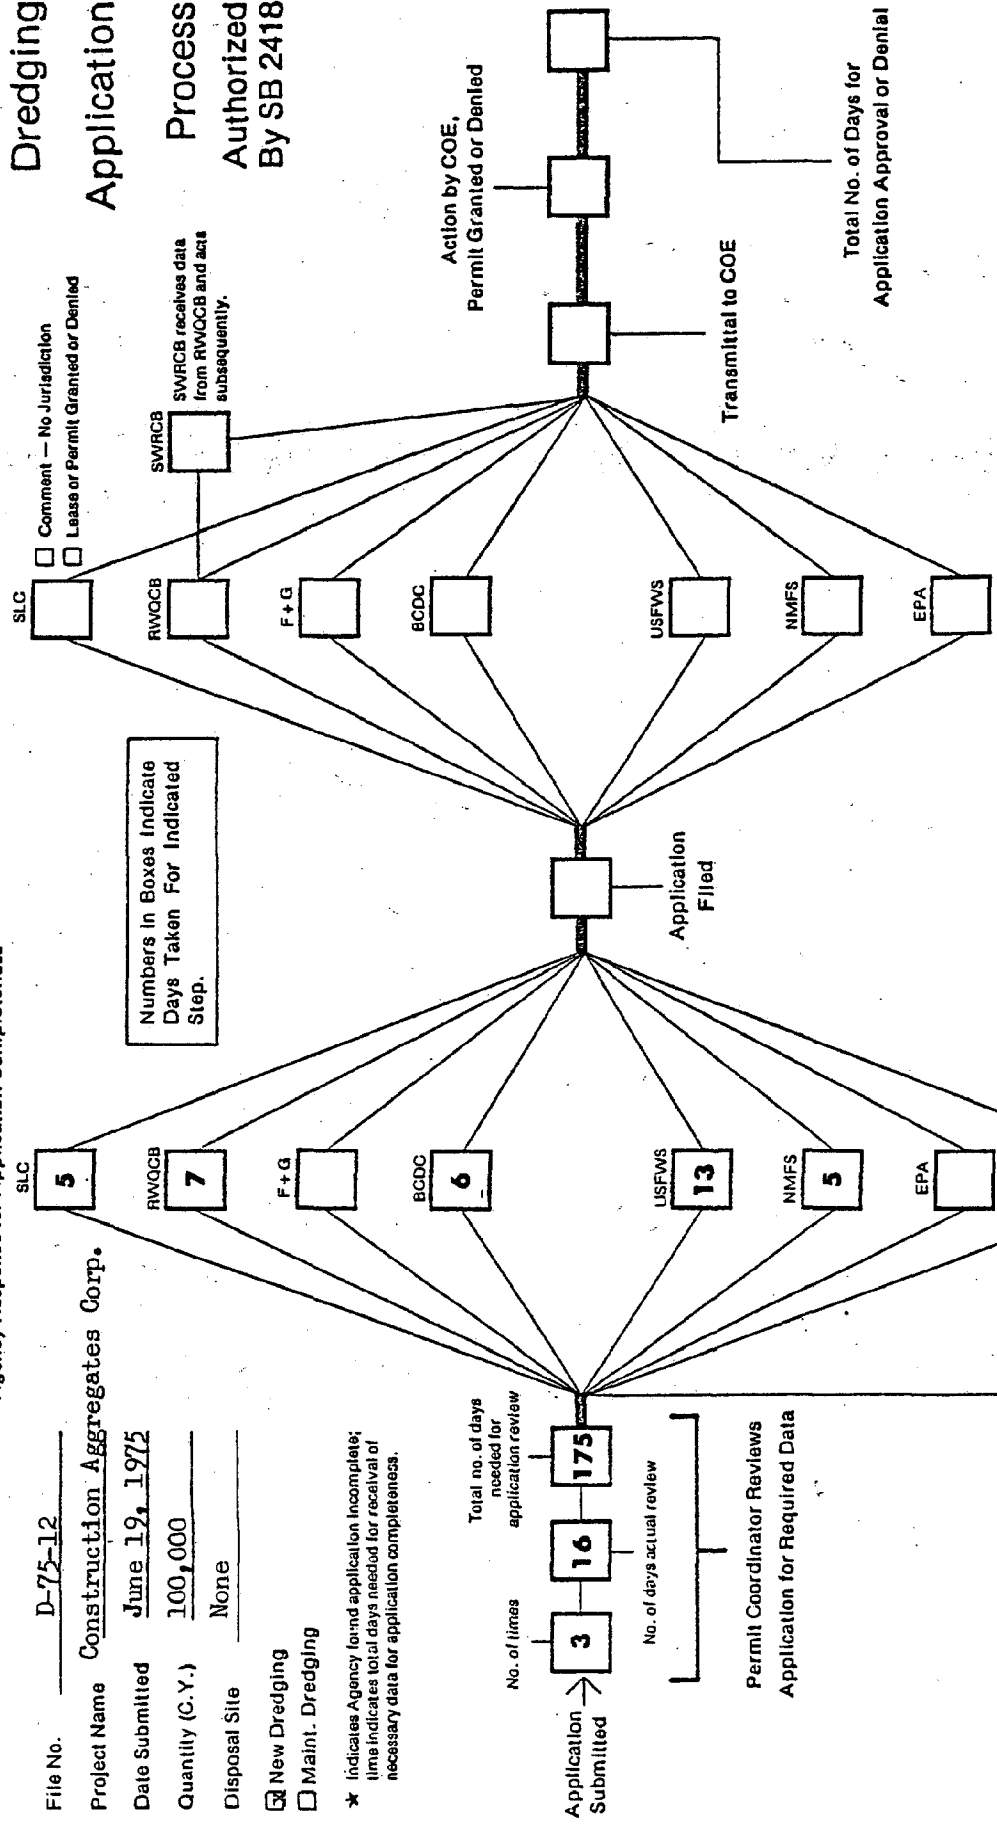 Dredging
Application
Process
Authorized
By SB 2418
File No. D-75-12
Project Name Construction Aggregates Corp.
Date Submitted June 19, 1975
Quantity (C.Y.) 100,000
Disposal Site None
☒ New Dredging
☐ Maint. Dredging
* Indicates Agency found application incomplete;
time indicates total days needed for receival of
necessary data for application completeness.
Numbers in Boxes Indicate
Days Taken For Indicated
Step.
Application
Submitted
No. of times
3
16
No. of days actual review
Total no. of days
needed for
application review
175
Permit Coordinator Reviews
Application for Required Data
SLC
5
RWQCB
7
F+G
BCDC
6
USFWS
13
NMFS
5
EPA
Application
Filed
SLC
☐ Comment — No Jurisdiction
☐ Lease or Permit Granted or Denied
RWQCB
SWRCB
SWRCB receives data
from RWQCB and acts
subsequently.
F+G
BCDC
USFWS
NMFS
EPA
Transmittal to COE
Action by COE,
Permit Granted or Denied
Total No. of Days for
Application Approval or Denial